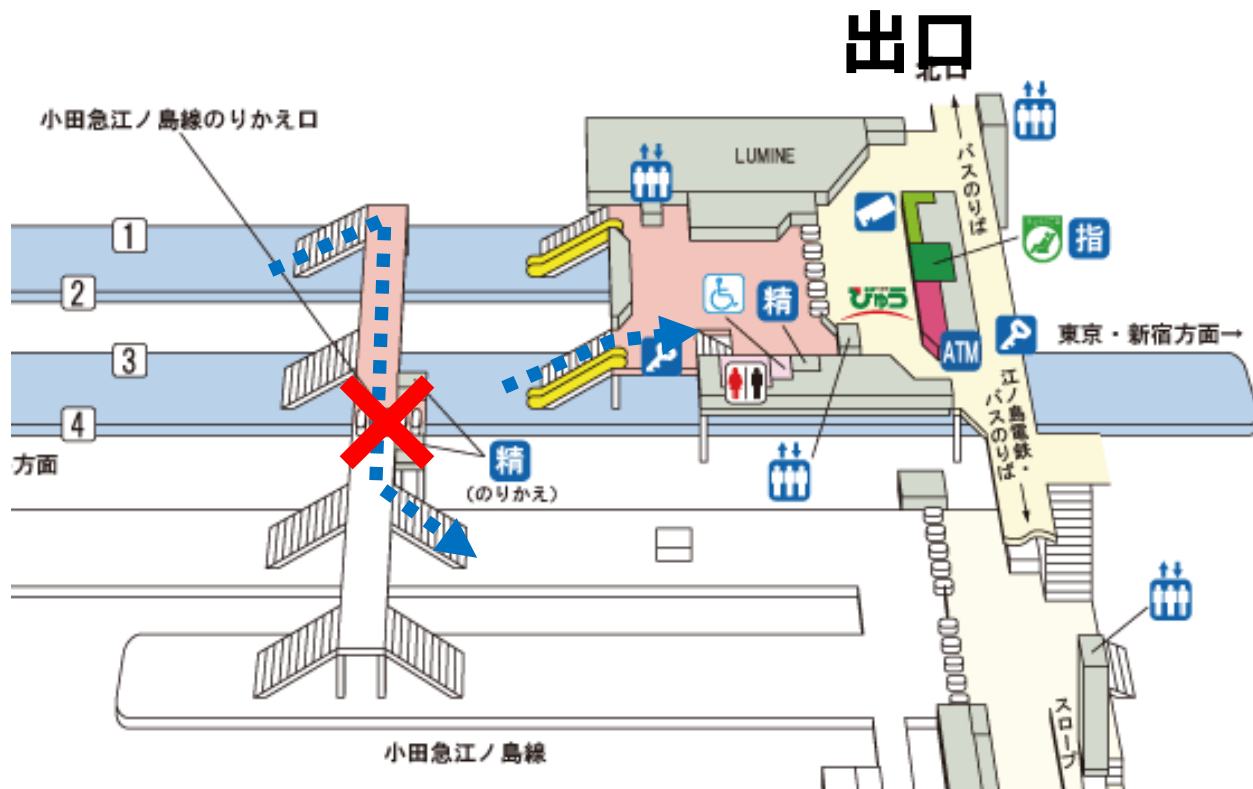 出口
北口
小田急江ノ島線のりかえ口
LUMINE
バスのりば
1
指
2
精
びゅう
3
ATM
東京・新宿方面→
4
江ノ島電鉄・
バスのりば
方面
精
(のりかえ)
スロープ
小田急江ノ島線